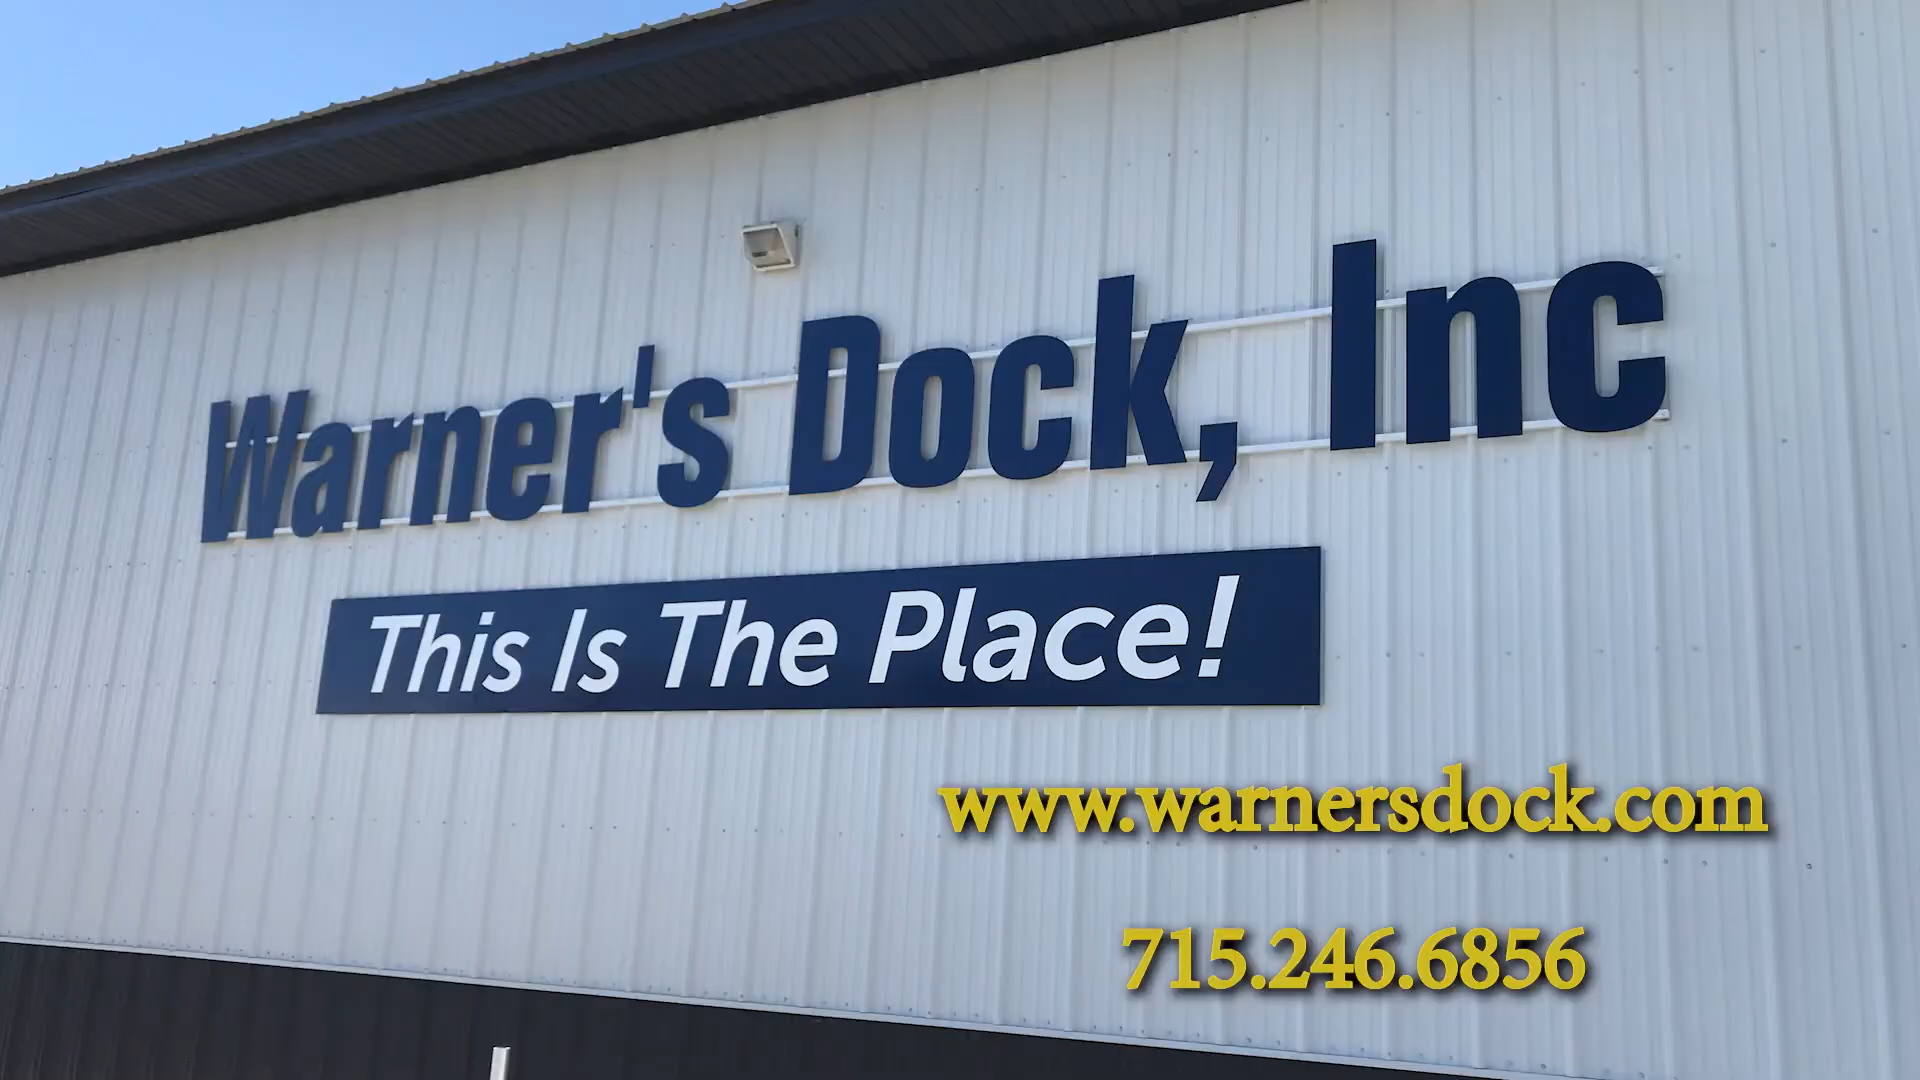 Warner's Dock, Inc
This Is The Place!
www.warnersdock.com
715.246.6856